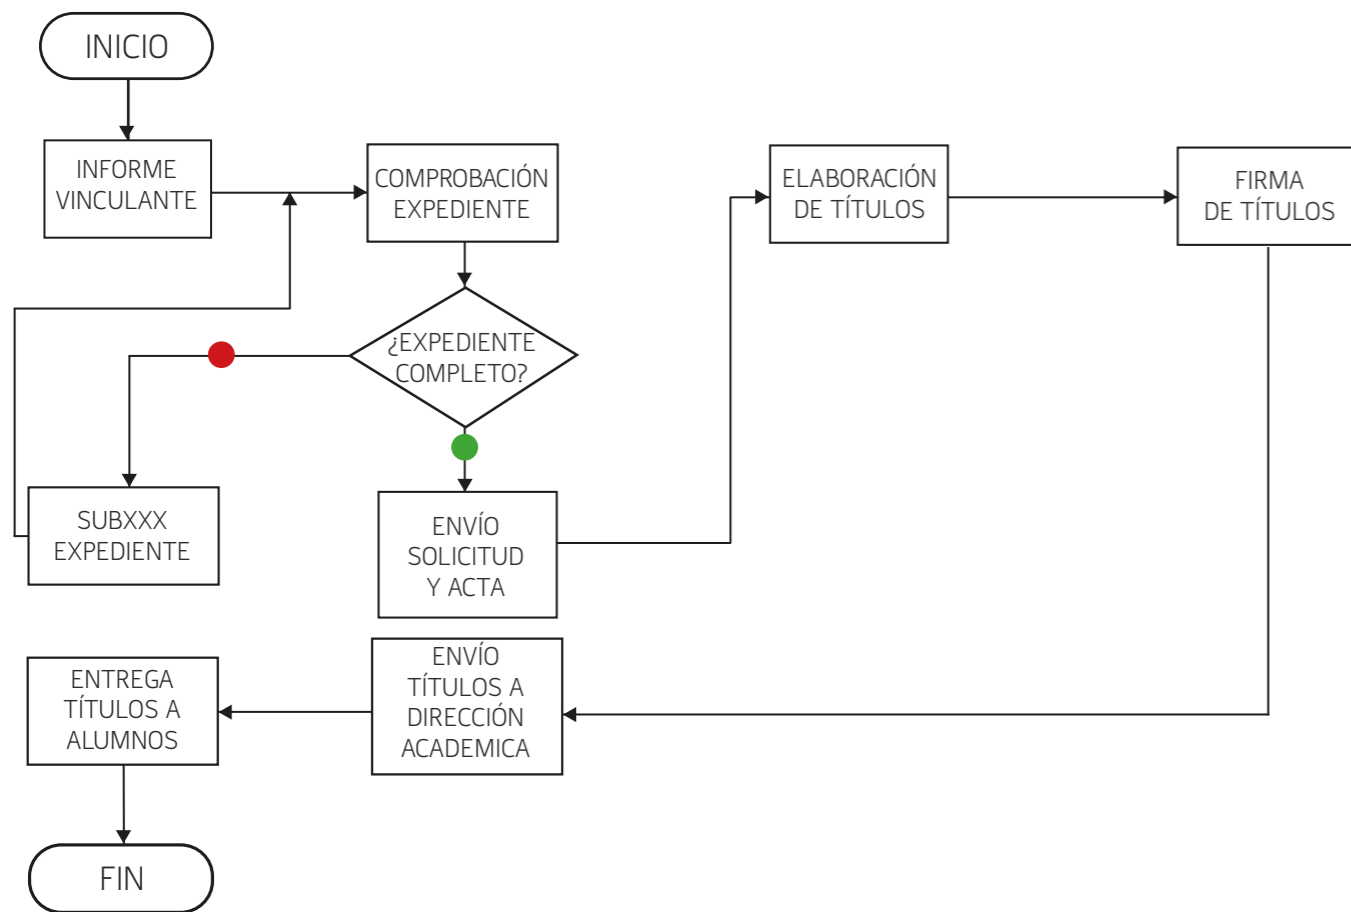 INICIO
INFORME
VINCULANTE
COMPROBACIÓN
EXPEDIENTE
ELABORACIÓN
DE TÍTULOS
FIRMA
DE TÍTULOS
¿EXPEDIENTE
COMPLETO?
SUBXXX
EXPEDIENTE
ENVÍO
SOLICITUD
Y ACTA
ENTREGA
TÍTULOS A
ALUMNOS
ENVÍO
TÍTULOS A
DIRECCIÓN
ACADEMICA
FIN